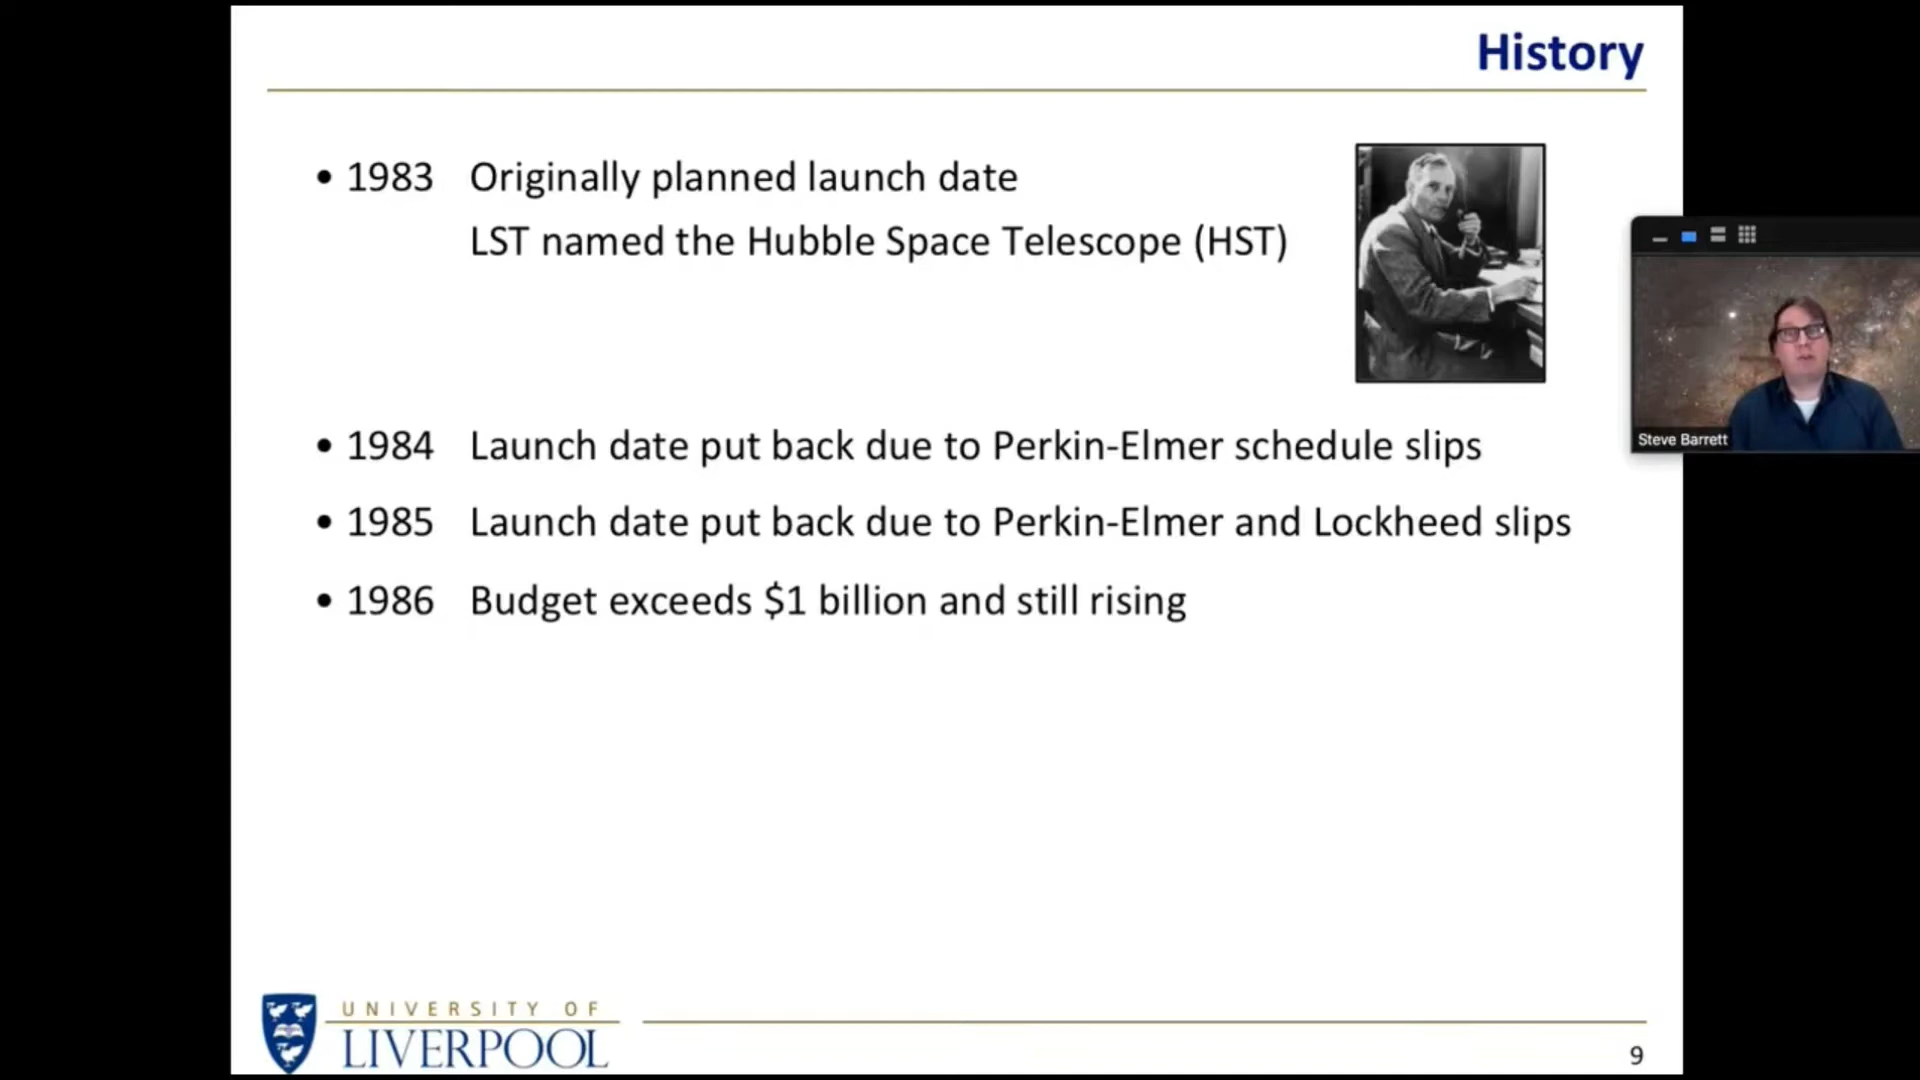 History
• 1983 Originally planned launch date
LST named the Hubble Space Telescope (HST)
• 1984 Launch date put back due to Perkin-Elmer schedule slips
• 1985 Launch date put back due to Perkin-Elmer and Lockheed slips
• 1986 Budget exceeds $1 billion and still rising
Steve Barrett
UNIVERSITY OF
LIVERPOOL
9